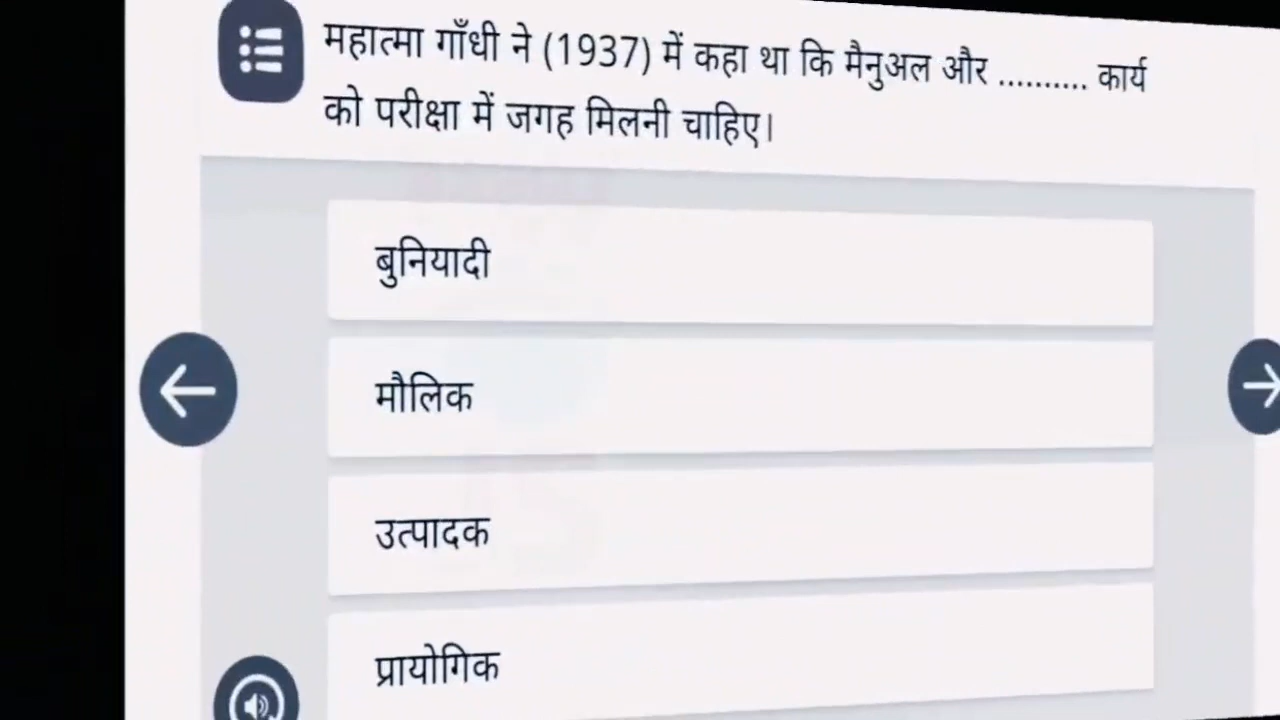 महात्मा गाँधी ने (1937) में कहा था कि मैनुअल और .......... कार्य
को परीक्षा में जगह मिलनी चाहिए।
बुनियादी
मौलिक
उत्पादक
प्रायोगिक